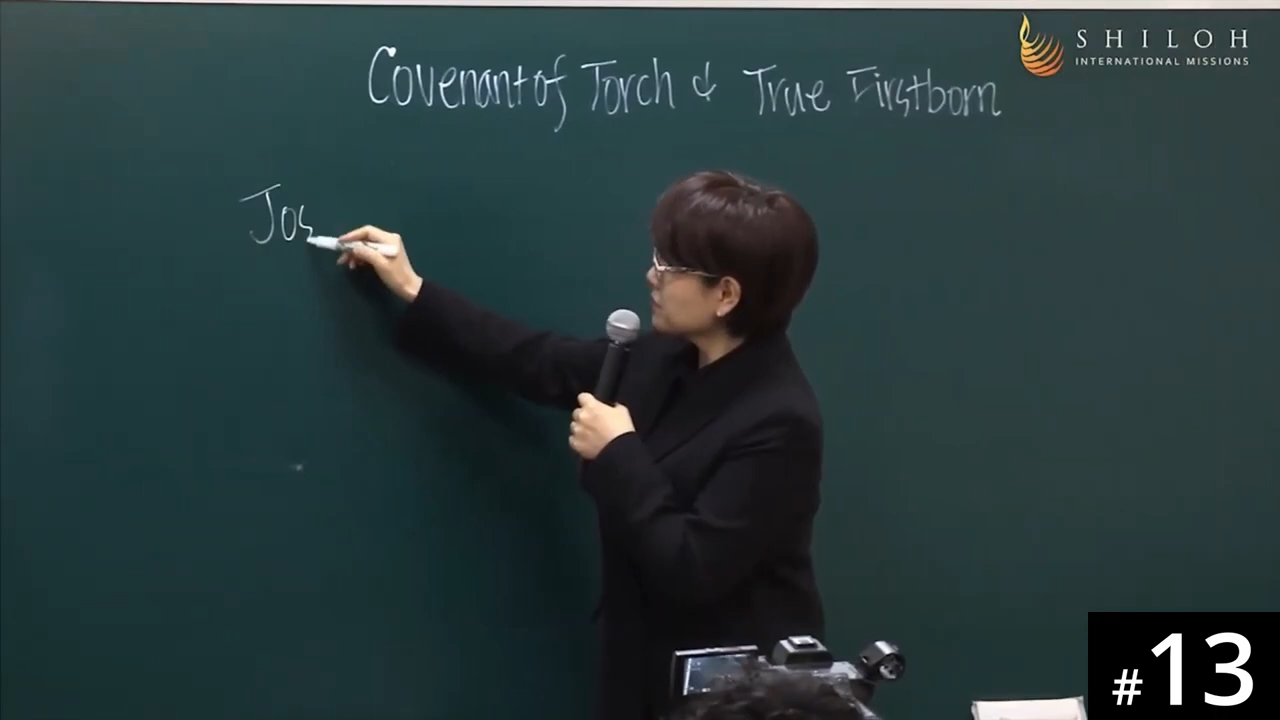 SHILOH
INTERNATIONAL MISSIONS
Covenant of Torch & True Firstborn
Jos
#13